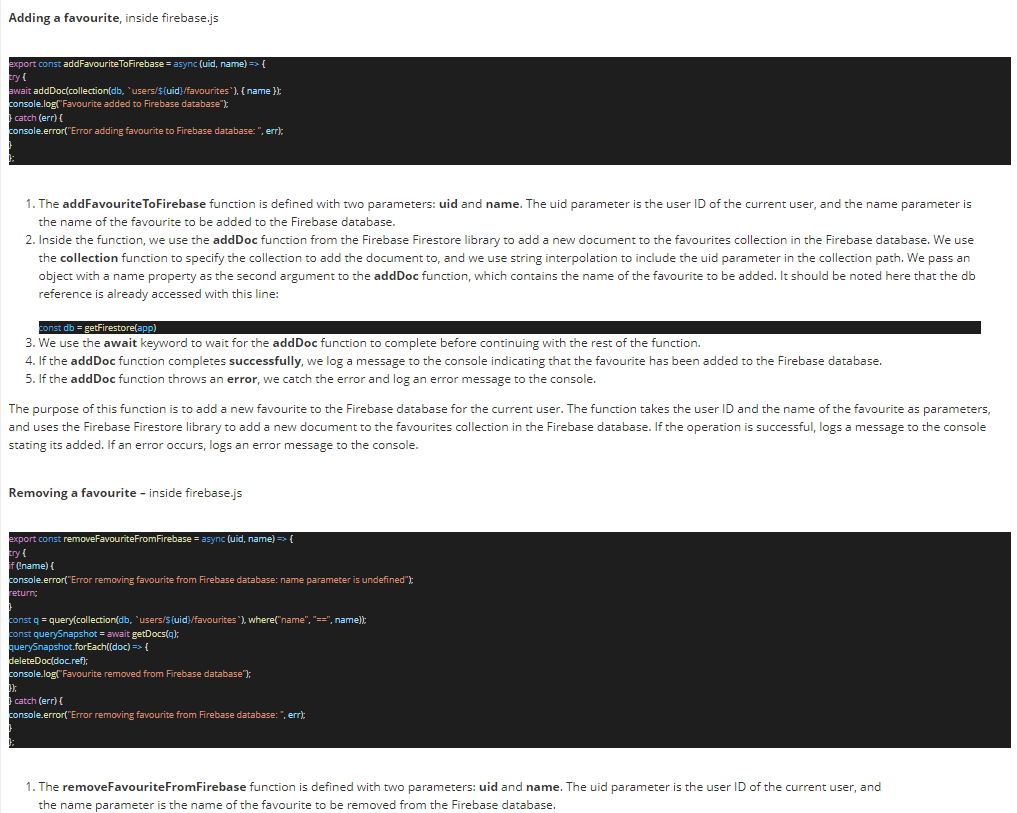 Adding a favourite, inside firebase.js
export const addFavouriteToFirebase = async (uid, name) => {
try {
await addDoc(collection(db, `users/${uid}/favourites`), { name });
console.log("Favourite added to Firebase database");
} catch (err) {
console.error("Error adding favourite to Firebase database: ", err);
}
};
1. The addFavouriteToFirebase function is defined with two parameters: uid and name. The uid parameter is the user ID of the current user, and the name parameter is
the name of the favourite to be added to the Firebase database.
2. Inside the function, we use the addDoc function from the Firebase Firestore library to add a new document to the favourites collection in the Firebase database. We use
the collection function to specify the collection to add the document to, and we use string interpolation to include the uid parameter in the collection path. We pass an
object with a name property as the second argument to the addDoc function, which contains the name of the favourite to be added. It should be noted here that the db
reference is already accessed with this line:
const db = getFirestore(app)
3. We use the await keyword to wait for the addDoc function to complete before continuing with the rest of the function.
4. If the addDoc function completes successfully, we log a message to the console indicating that the favourite has been added to the Firebase database.
5. If the addDoc function throws an error, we catch the error and log an error message to the console.
The purpose of this function is to add a new favourite to the Firebase database for the current user. The function takes the user ID and the name of the favourite as parameters,
and uses the Firebase Firestore library to add a new document to the favourites collection in the Firebase database. If the operation is successful, logs a message to the console
stating its added. If an error occurs, logs an error message to the console.
Removing a favourite – inside firebase.js
export const removeFavouriteFromFirebase = async (uid, name) => {
try {
if (!name) {
console.error("Error removing favourite from Firebase database: name parameter is undefined");
return;
}
const q = query(collection(db, `users/${uid}/favourites`), where("name", "==", name));
const querySnapshot = await getDocs(q);
querySnapshot.forEach((doc) => {
deleteDoc(doc.ref);
console.log("Favourite removed from Firebase database");
});
} catch (err) {
console.error("Error removing favourite from Firebase database: ", err);
}
};
1. The removeFavouriteFromFirebase function is defined with two parameters: uid and name. The uid parameter is the user ID of the current user, and
the name parameter is the name of the favourite to be removed from the Firebase database.